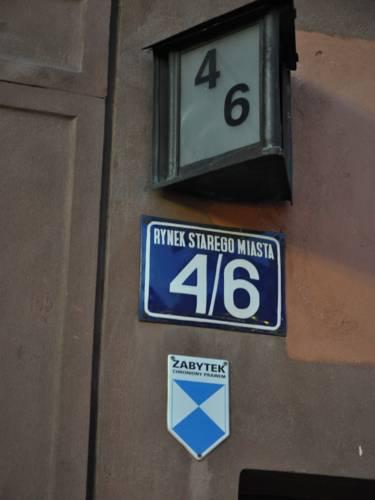 4
6
RYNEK STAREGO MIASTA
4/6
ZABYTEK
CHRONIONY PRAWEM